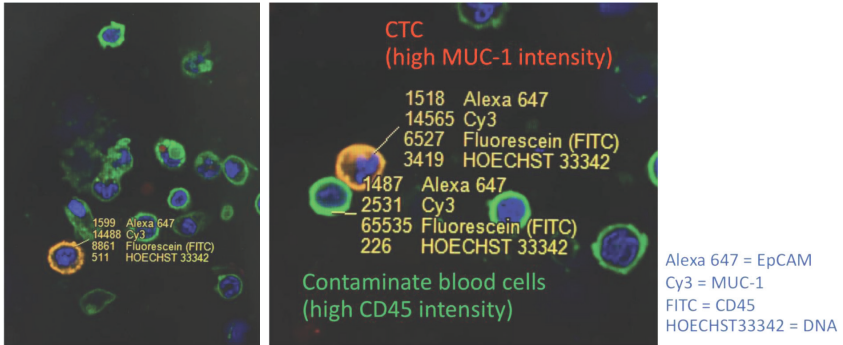 1599 Alexa 647
14488 Cy3
8861 Fluorescein (FITC)
511 HOECHST 33342
CTC
(high MUC-1 intensity)
1518 Alexa 647
14565 Cy3
6527 Fluorescein (FITC)
3419 HOECHST 33342
1487 Alexa 647
2531 Cy3
65535 Fluorescein (FITC)
226 HOECHST 33342
Contaminate blood cells
(high CD45 intensity)
Alexa 647 = EpCAM
Cy3 = MUC-1
FITC = CD45
HOECHST33342 = DNA